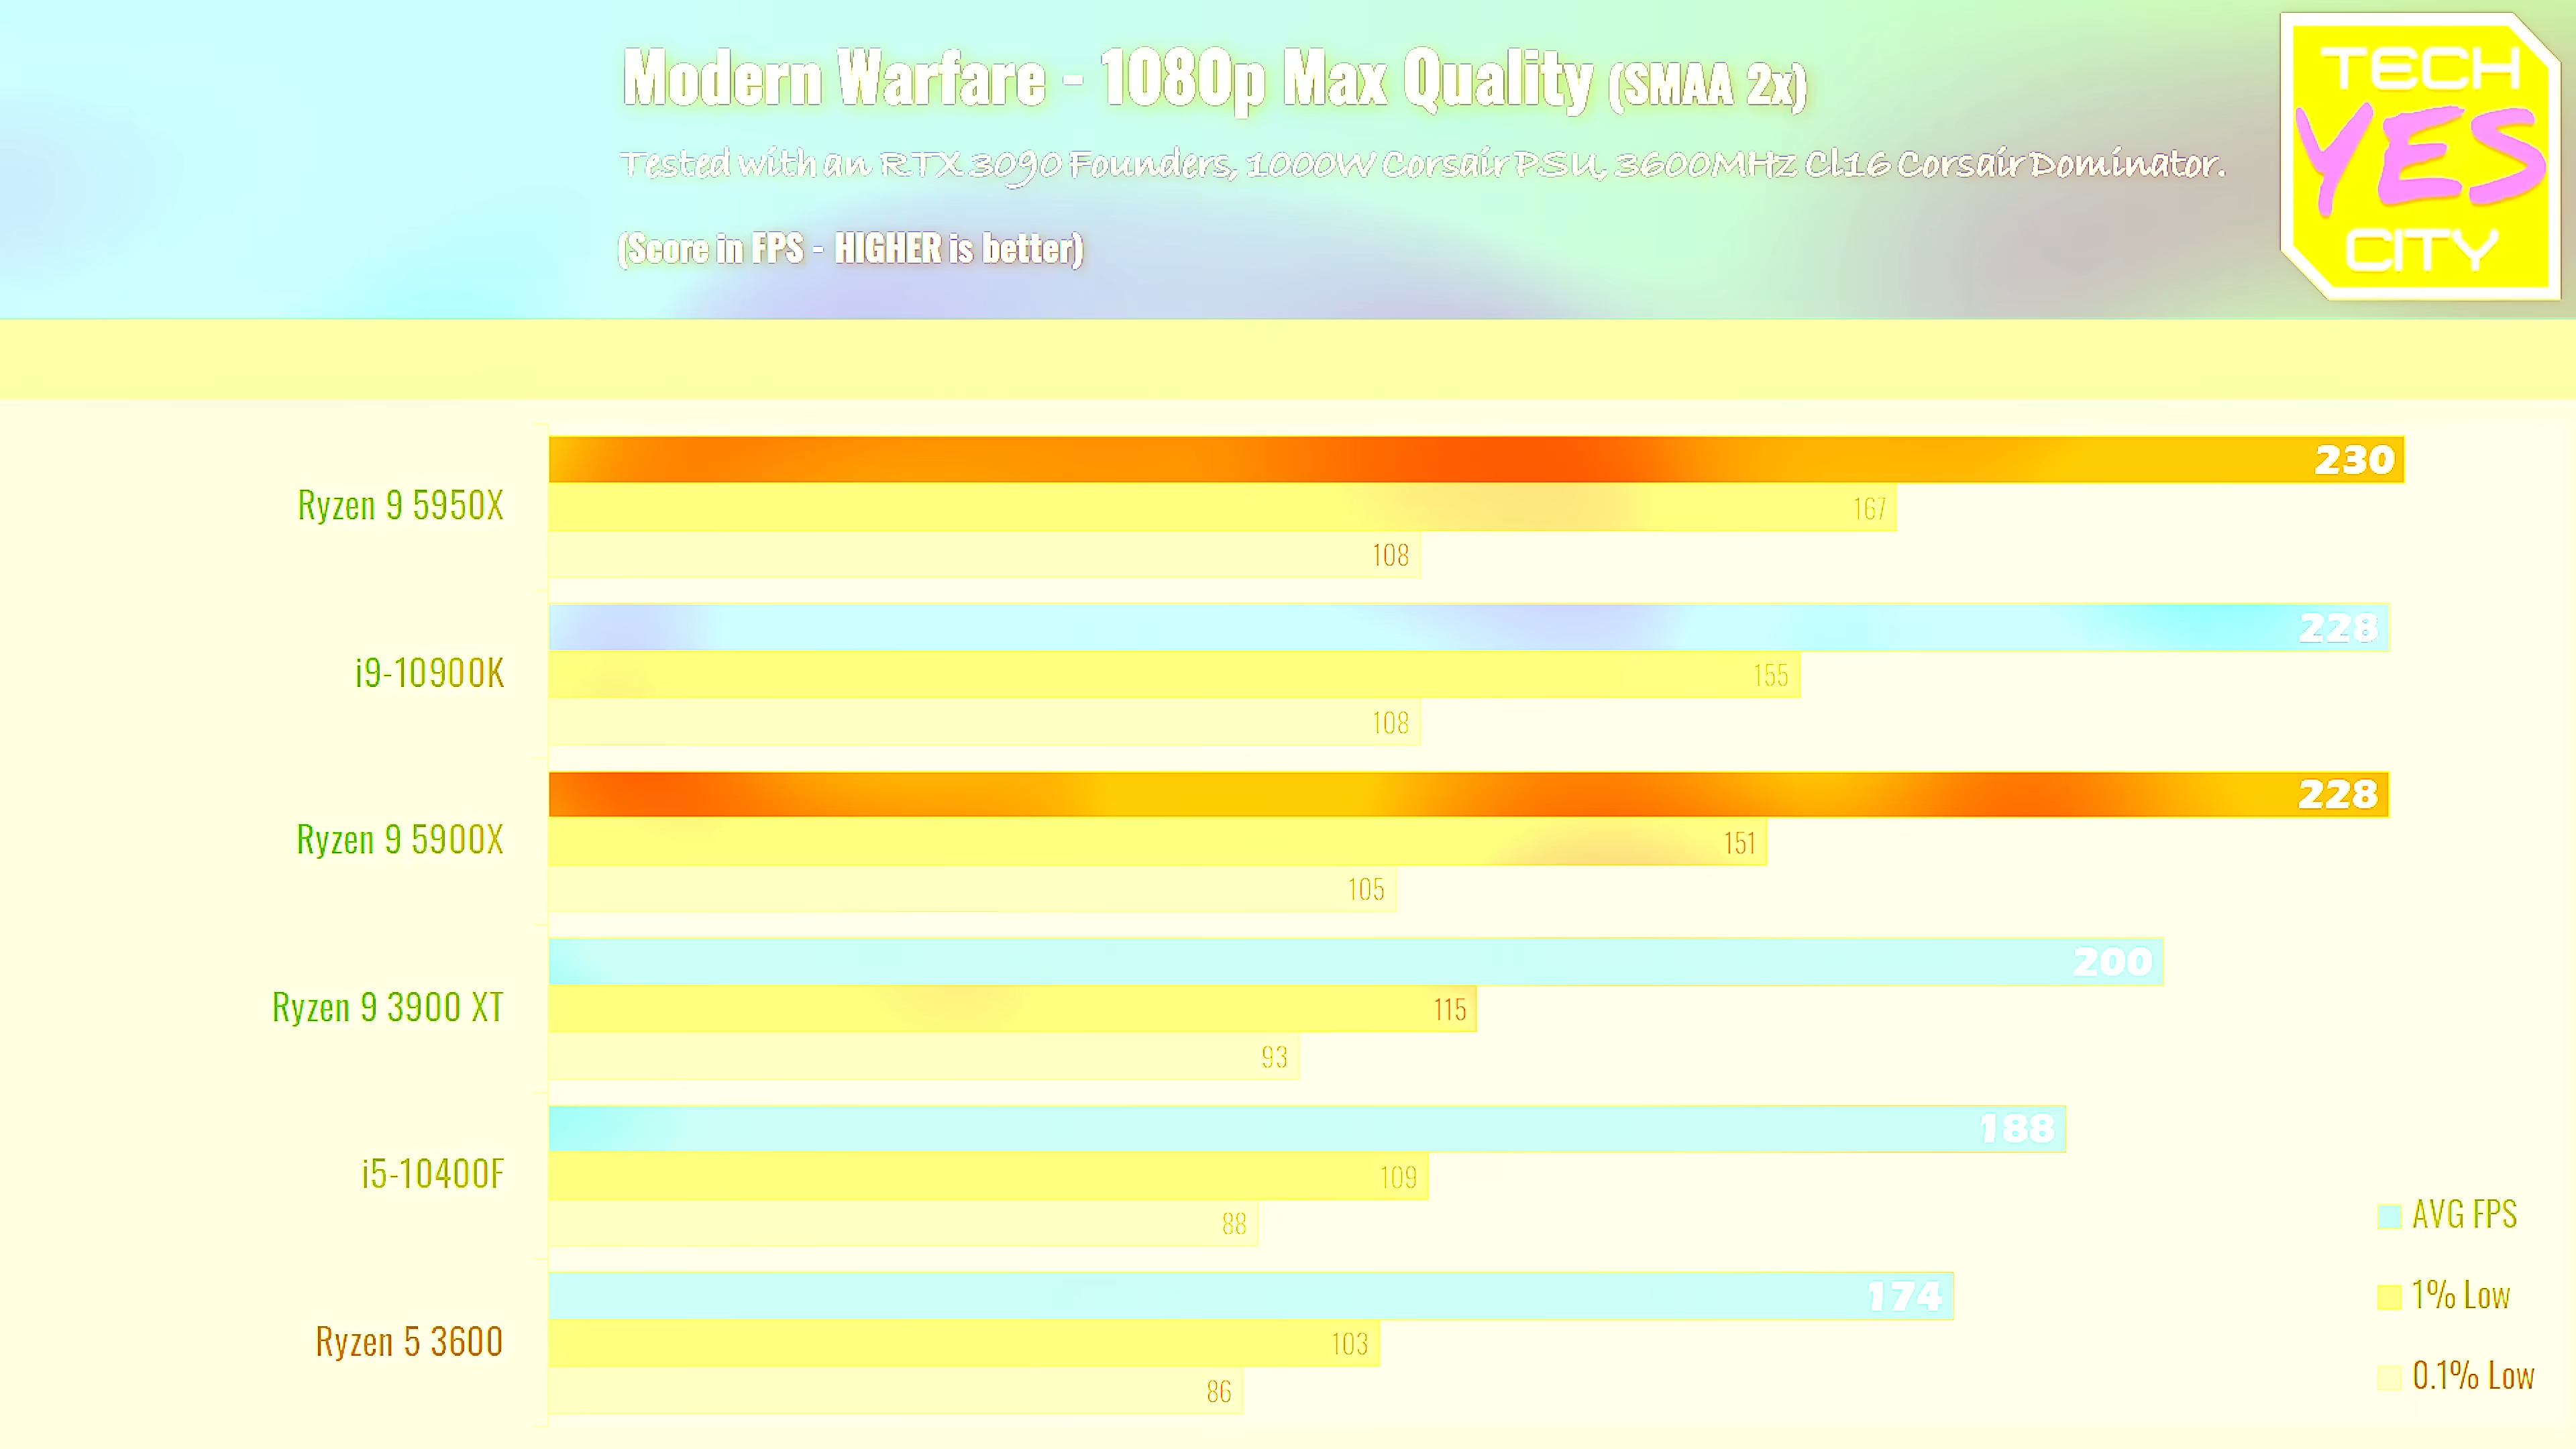 Modern Warfare - 1080p Max Quality (SMAA 2x)
Tested with an RTX 3090 Founders, 1000W Corsair PSU, 3600MHz Cl16 Corsair Dominator.
(Score in FPS - HIGHER is better)
TECH
YES
CITY
Ryzen 9 5950X
230
167
108
i9-10900K
228
155
108
Ryzen 9 5900X
228
151
105
Ryzen 9 3900 XT
200
115
93
i5-10400F
188
109
88
Ryzen 5 3600
174
103
86
AVG FPS
1% Low
0.1% Low